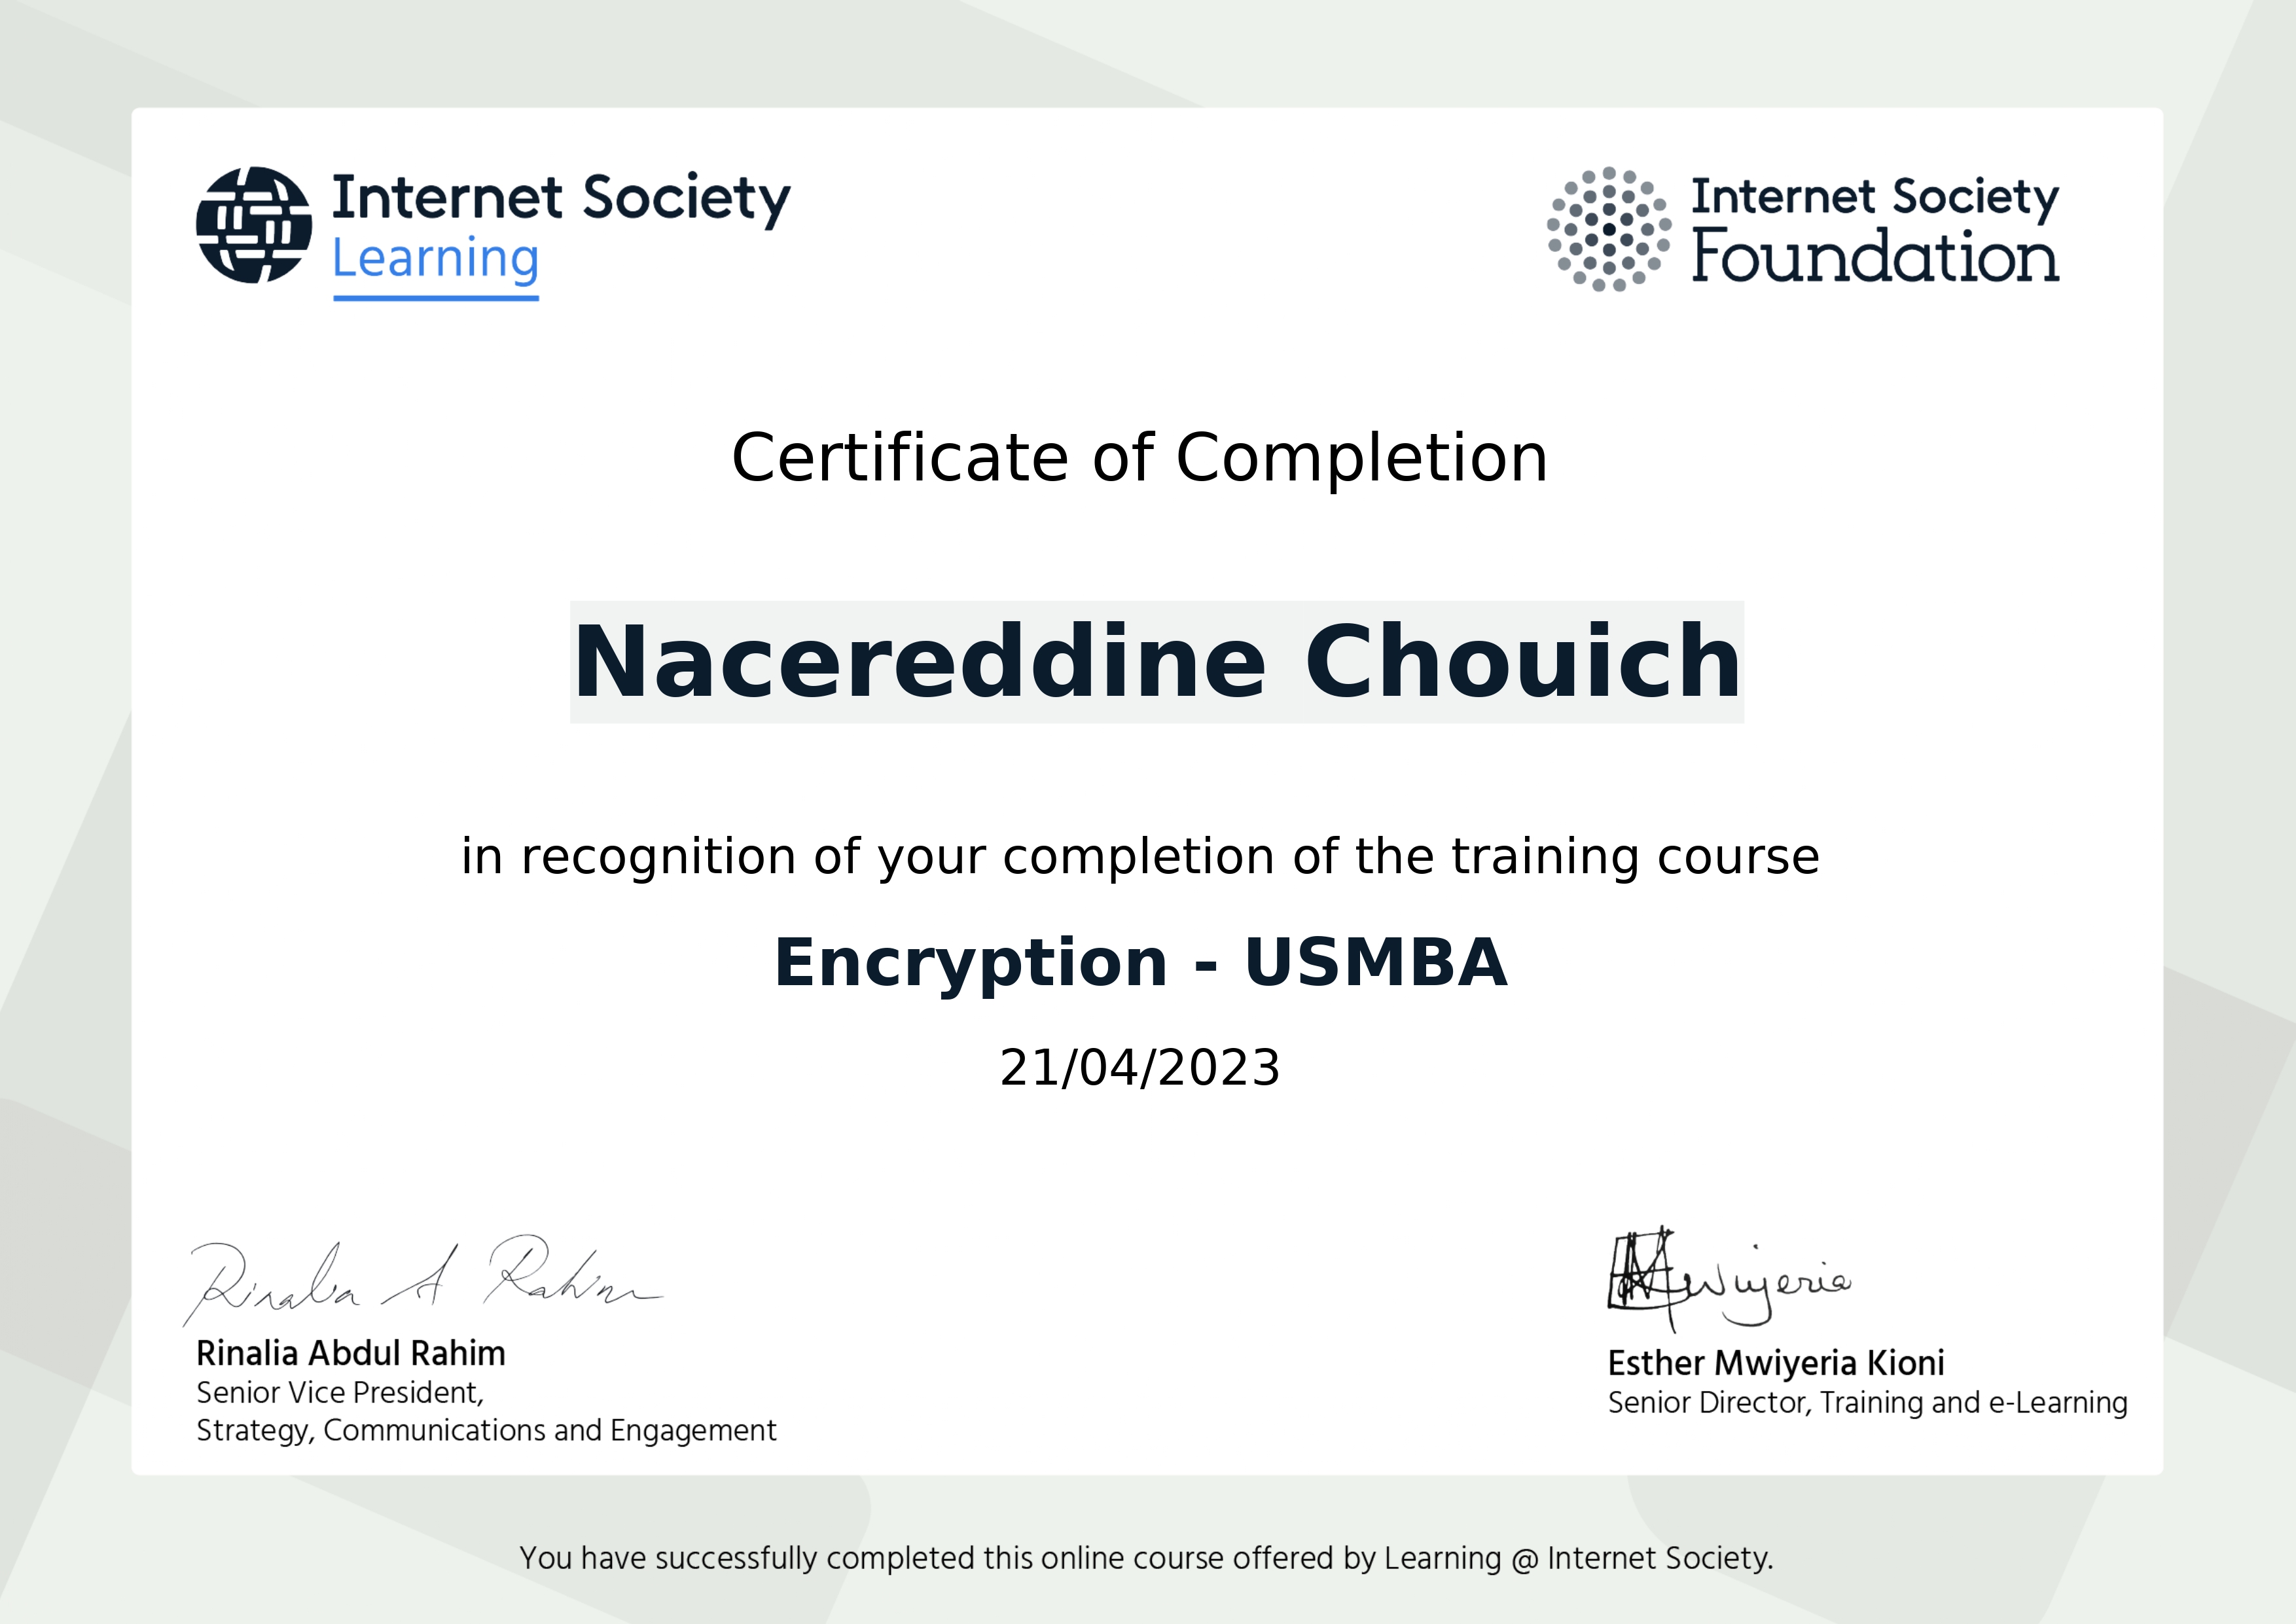 Internet Society
Learning
Internet Society
Foundation
Certificate of Completion
Nacereddine Chouich
in recognition of your completion of the training course
Encryption - USMBA
21/04/2023
Rinalia A Rahim
Mwiyeria
Rinalia Abdul Rahim
Senior Vice President,
Strategy, Communications and Engagement
Esther Mwiyeria Kioni
Senior Director, Training and e-Learning
You have successfully completed this online course offered by Learning @ Internet Society.